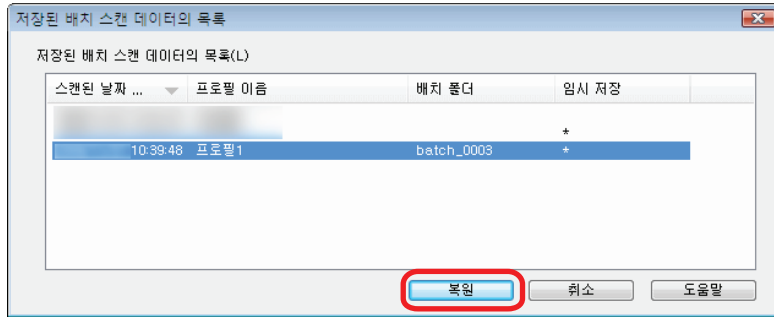 저장된 배치 스캔 데이터의 목록
저장된 배치 스캔 데이터의 목록(L)
스캔된 날짜 ... 프로필 이름 배치 폴더 임시 저장
*
10:39:48 프로필1 batch_0003 *
복원 취소 도움말